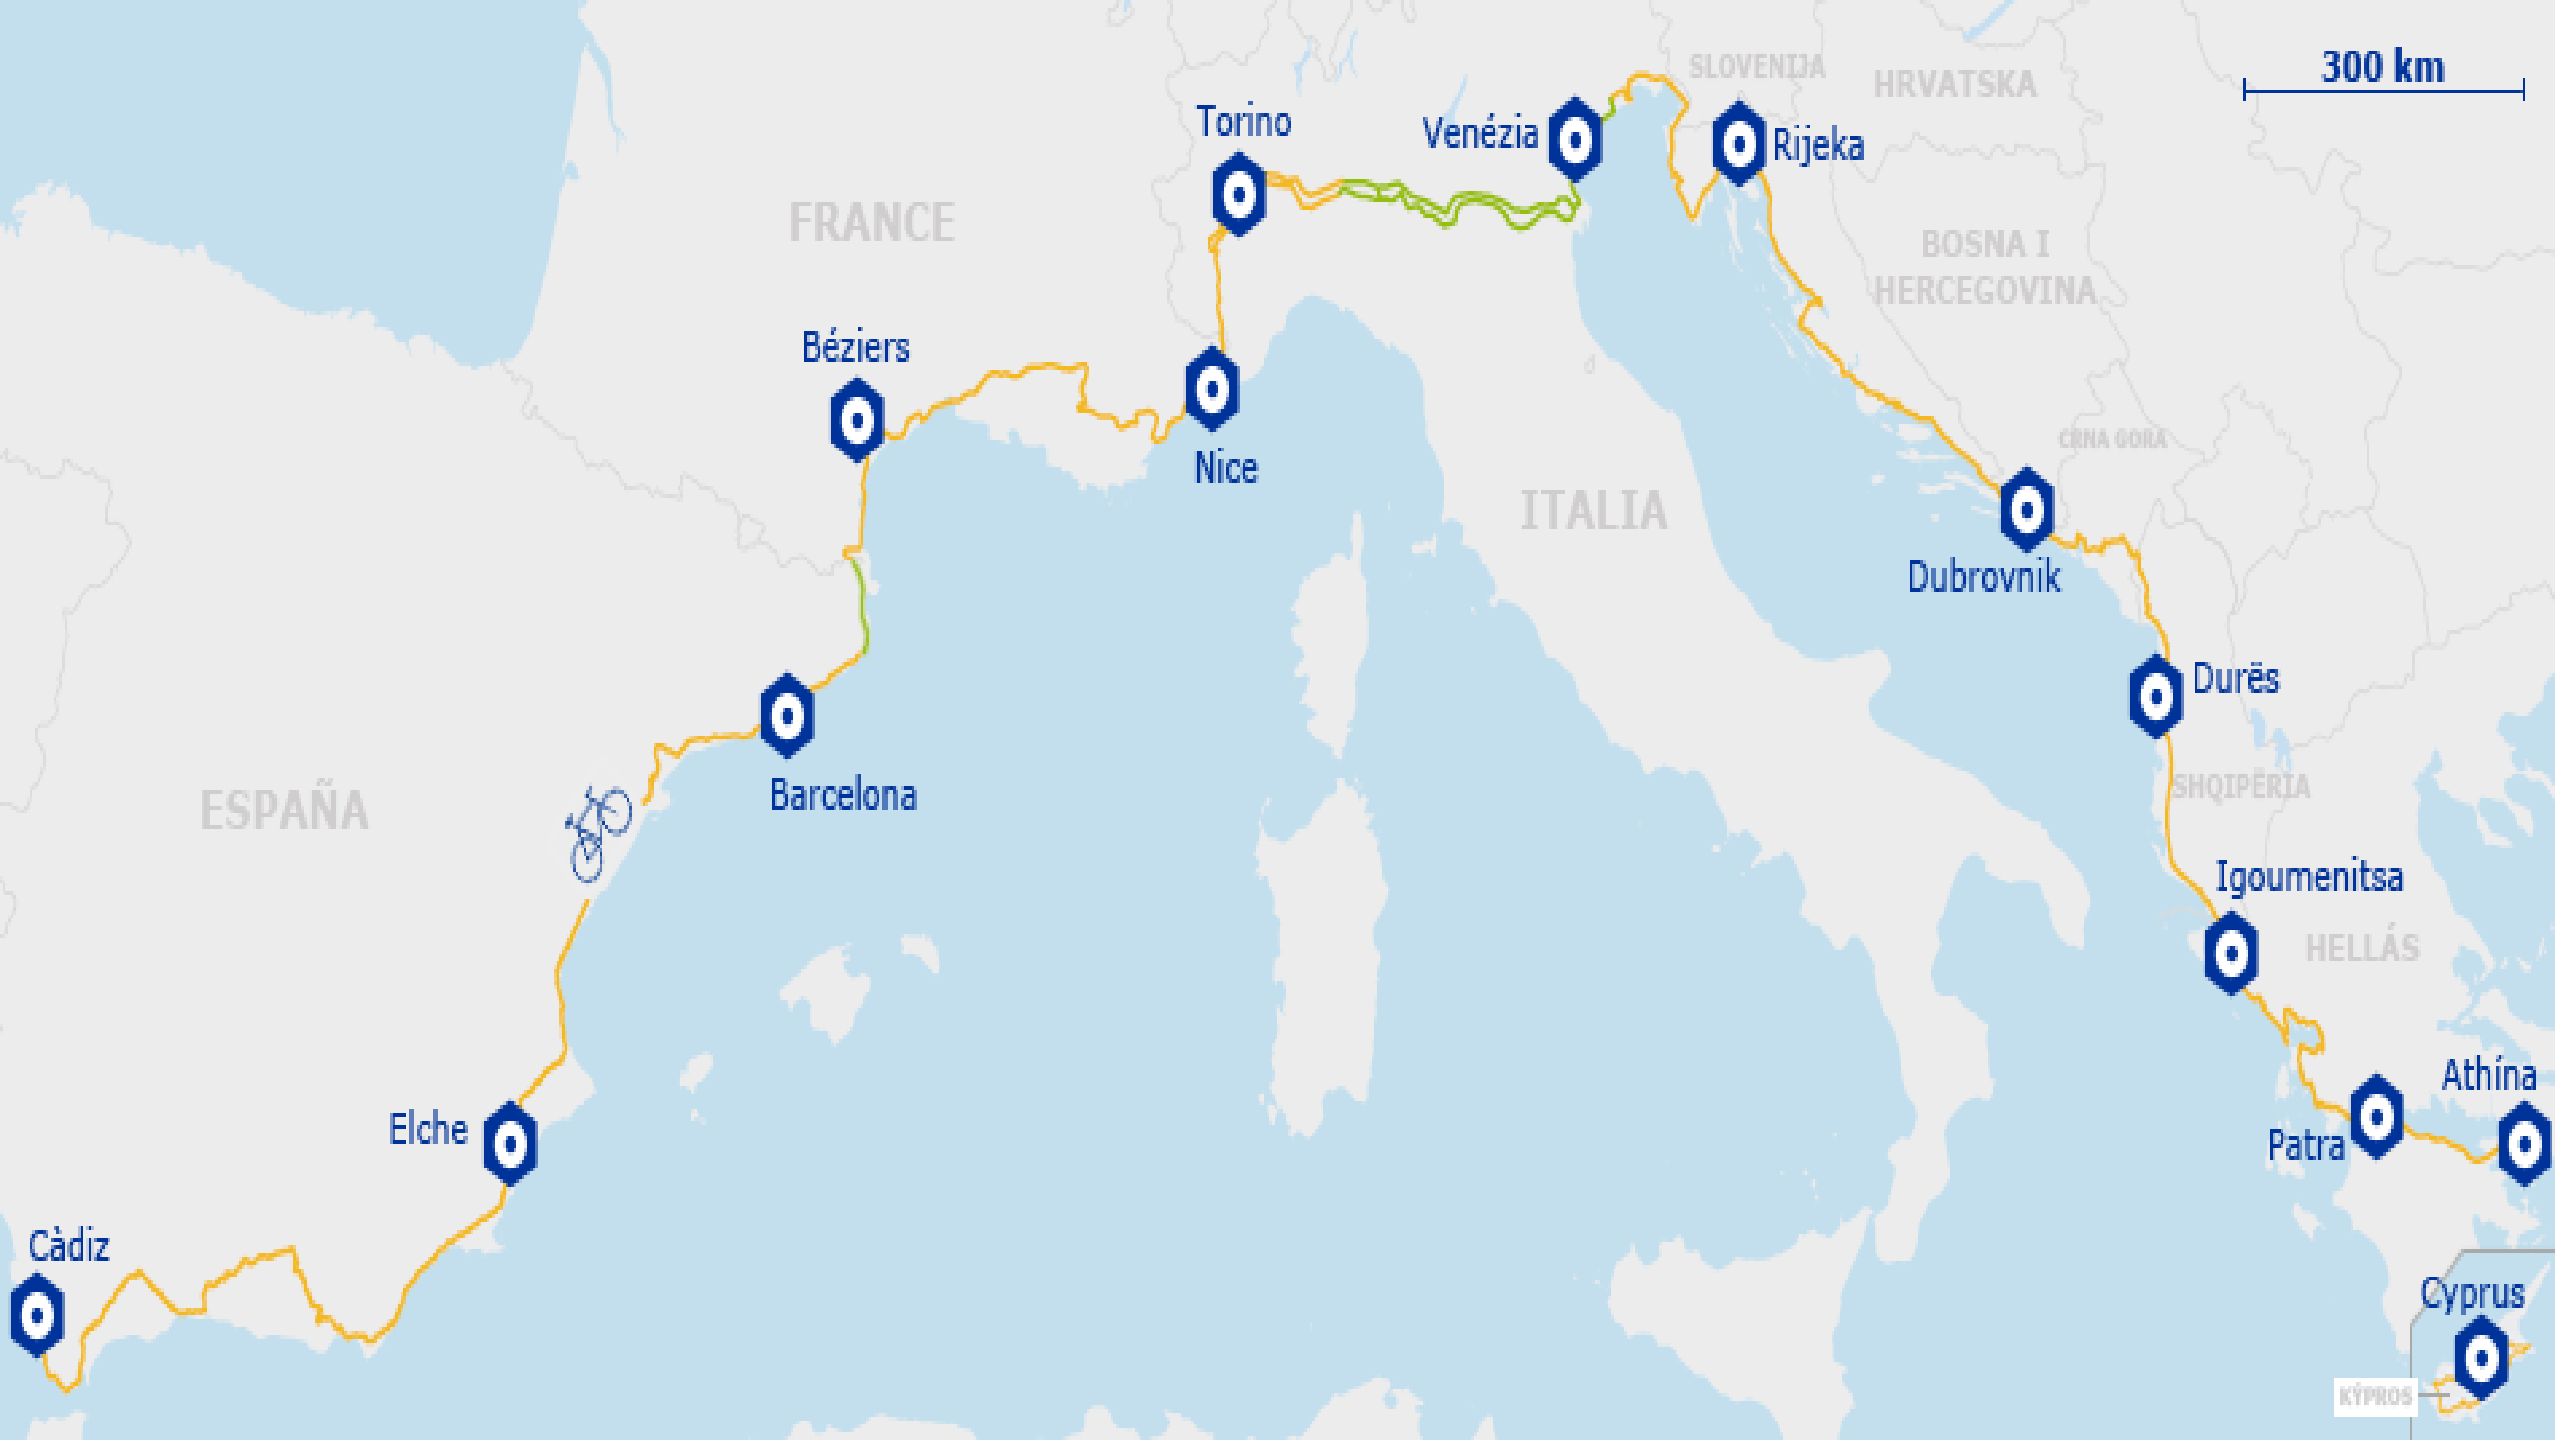 SLOVENIJA
300 km
HRVATSKA
Torino
Venézia
Rijeka
FRANCE
BOSNA I
HERCEGOVINA
Béziers
CRNA GORA
Nice
ITALIA
Dubrovnik
Durës
SHQIPËRIA
Barcelona
ESPAÑA
Igoumenitsa
HELLÁS
Athína
Elche
Patra
Càdiz
Cyprus
KÝPROS